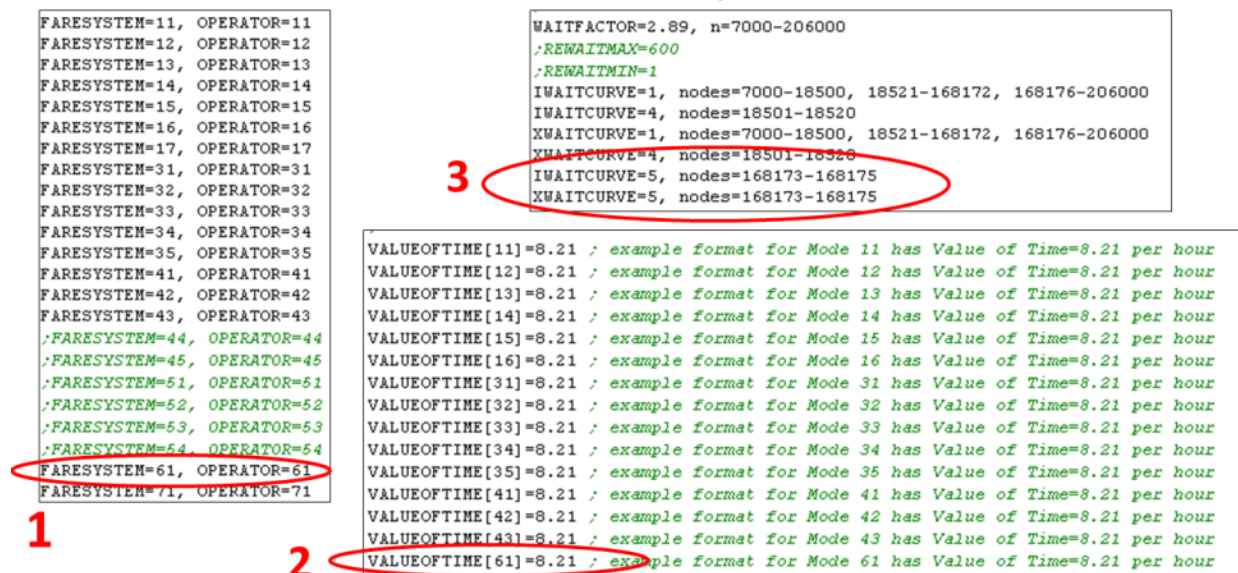 FARESYSTEM=11, OPERATOR=11
FARESYSTEM=12, OPERATOR=12
FARESYSTEM=13, OPERATOR=13
FARESYSTEM=14, OPERATOR=14
FARESYSTEM=15, OPERATOR=15
FARESYSTEM=16, OPERATOR=16
FARESYSTEM=17, OPERATOR=17
FARESYSTEM=31, OPERATOR=31
FARESYSTEM=32, OPERATOR=32
FARESYSTEM=33, OPERATOR=33
FARESYSTEM=34, OPERATOR=34
FARESYSTEM=35, OPERATOR=35
FARESYSTEM=41, OPERATOR=41
FARESYSTEM=42, OPERATOR=42
FARESYSTEM=43, OPERATOR=43
;FARESYSTEM=44, OPERATOR=44
;FARESYSTEM=45, OPERATOR=45
;FARESYSTEM=51, OPERATOR=51
;FARESYSTEM=52, OPERATOR=52
;FARESYSTEM=53, OPERATOR=53
;FARESYSTEM=54, OPERATOR=54
FARESYSTEM=61, OPERATOR=61
FARESYSTEM=71, OPERATOR=71
1
WAITFACTOR=2.89, n=7000-206000
;REWAITMAX=600
;REWAITMIN=1
IWAITCURVE=1, nodes=7000-18500, 18521-168172, 168176-206000
IWAITCURVE=4, nodes=18501-18520
XWAITCURVE=1, nodes=7000-18500, 18521-168172, 168176-206000
XWAITCURVE=4, nodes=18501-18520
IWAITCURVE=5, nodes=168173-168175
XWAITCURVE=5, nodes=168173-168175
3
VALUEOFTIME[11]=8.21 ; example format for Mode 11 has Value of Time=8.21 per hour
VALUEOFTIME[12]=8.21 ; example format for Mode 12 has Value of Time=8.21 per hour
VALUEOFTIME[13]=8.21 ; example format for Mode 13 has Value of Time=8.21 per hour
VALUEOFTIME[14]=8.21 ; example format for Mode 14 has Value of Time=8.21 per hour
VALUEOFTIME[15]=8.21 ; example format for Mode 15 has Value of Time=8.21 per hour
VALUEOFTIME[16]=8.21 ; example format for Mode 16 has Value of Time=8.21 per hour
VALUEOFTIME[31]=8.21 ; example format for Mode 31 has Value of Time=8.21 per hour
VALUEOFTIME[32]=8.21 ; example format for Mode 32 has Value of Time=8.21 per hour
VALUEOFTIME[33]=8.21 ; example format for Mode 33 has Value of Time=8.21 per hour
VALUEOFTIME[34]=8.21 ; example format for Mode 34 has Value of Time=8.21 per hour
VALUEOFTIME[35]=8.21 ; example format for Mode 35 has Value of Time=8.21 per hour
VALUEOFTIME[41]=8.21 ; example format for Mode 41 has Value of Time=8.21 per hour
VALUEOFTIME[42]=8.21 ; example format for Mode 42 has Value of Time=8.21 per hour
VALUEOFTIME[43]=8.21 ; example format for Mode 43 has Value of Time=8.21 per hour
VALUEOFTIME[61]=8.21 ; example format for Mode 61 has Value of Time=8.21 per hour
2